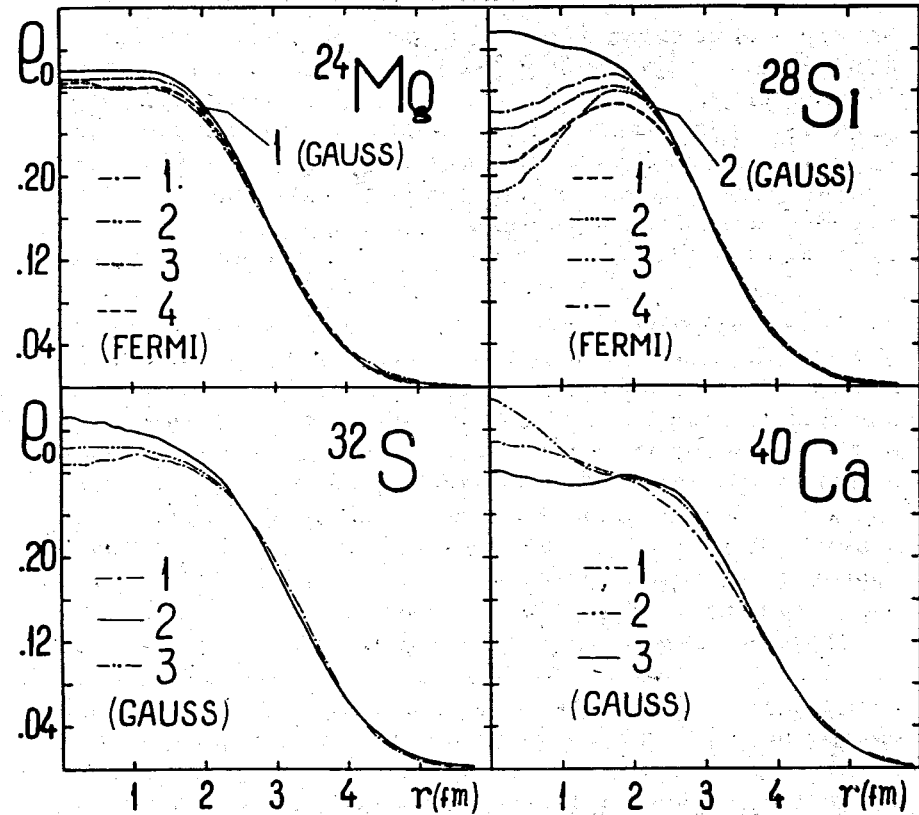 ρ₀
²⁴Mg
1 (GAUSS)
.20
.12
.04
1
2
3
4
(FERMI)
²⁸Si
2 (GAUSS)
1
2
3
4
(FERMI)
ρ₀
³²S
.20
.12
.04
1
2
3
(GAUSS)
1 2 3 4 r(fm)
⁴⁰Ca
1
2
3
(GAUSS)
1 2 3 4 r(fm)